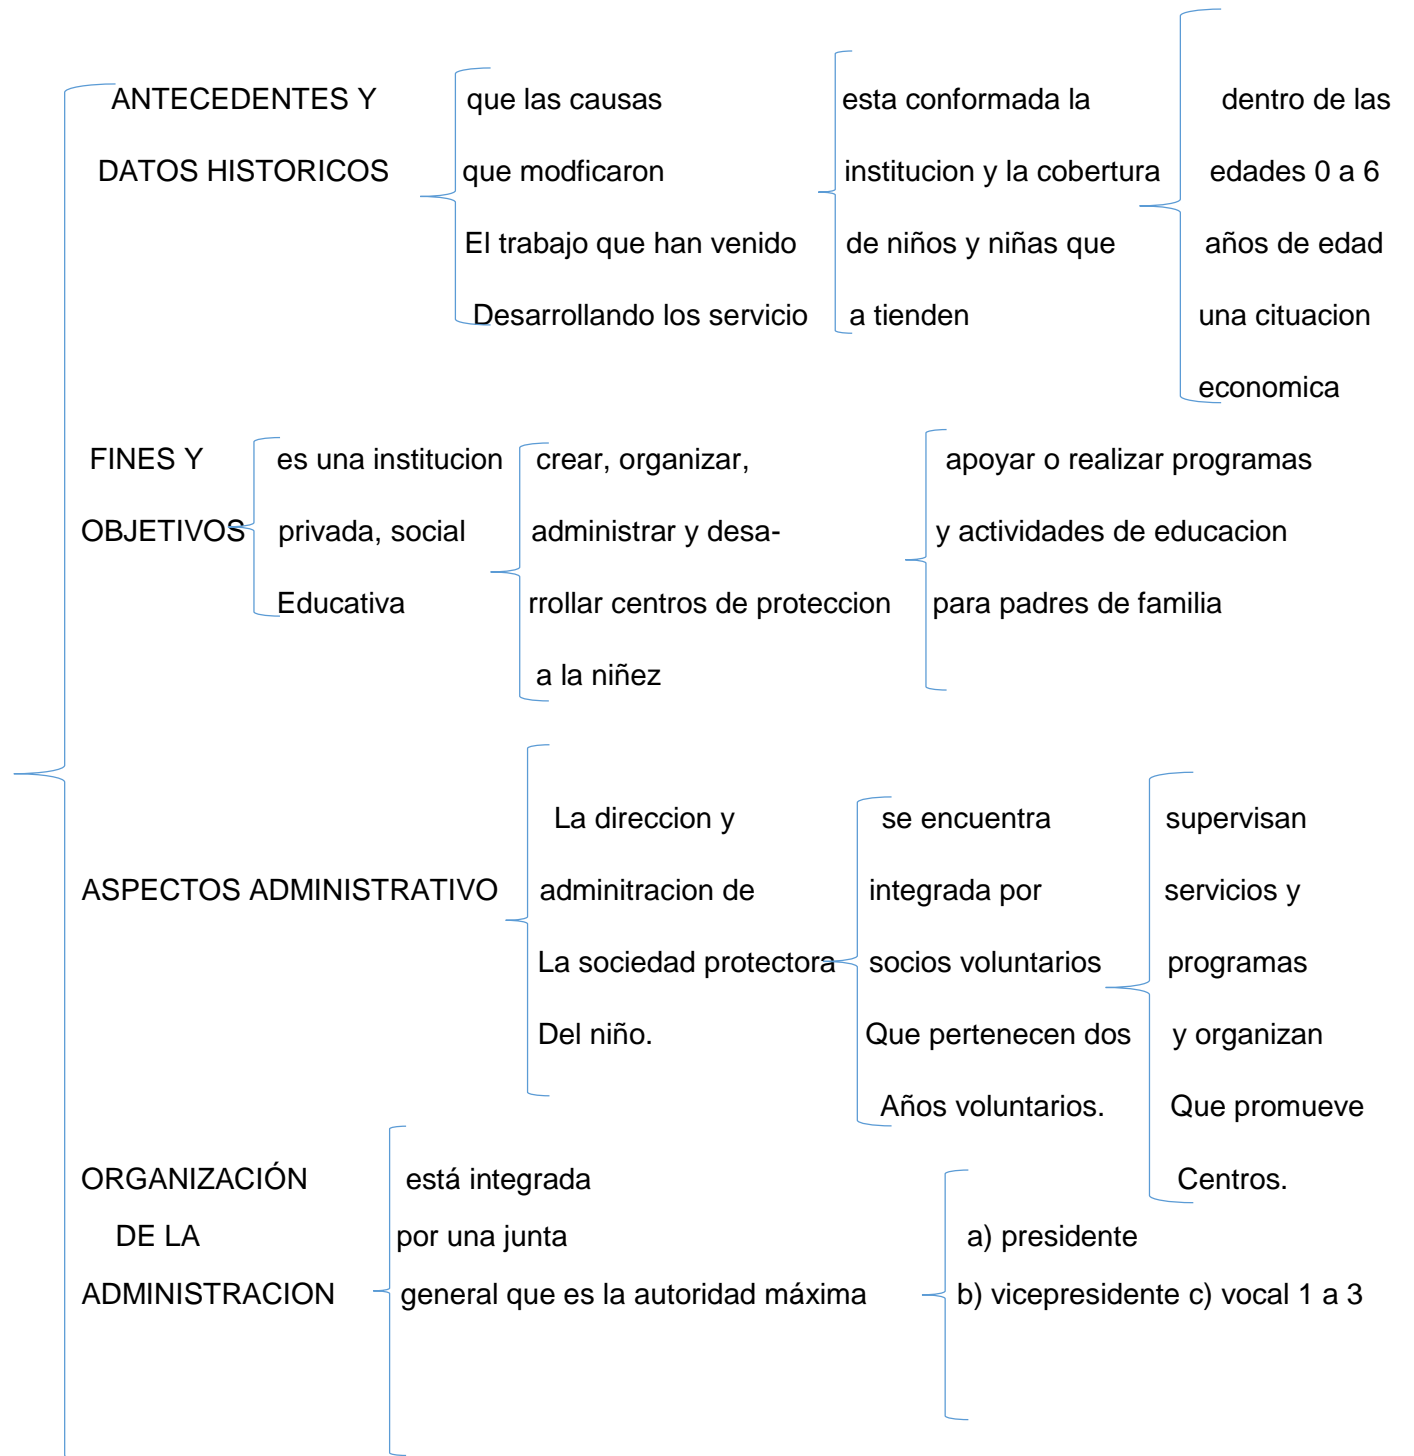 ANTECEDENTES Y
DATOS HISTORICOS
que las causas
que modficaron
El trabajo que han venido
Desarrollando los servicio
esta conformada la
institucion y la cobertura
de niños y niñas que
a tienden
dentro de las
edades 0 a 6
años de edad
una cituacion
economica
FINES Y
OBJETIVOS
es una institucion
privada, social
Educativa
crear, organizar,
administrar y desa-
rrollar centros de proteccion
a la niñez
apoyar o realizar programas
y actividades de educacion
para padres de familia
ASPECTOS ADMINISTRATIVO
La direccion y
adminitracion de
La sociedad protectora
Del niño.
se encuentra
integrada por
socios voluntarios
Que pertenecen dos
Años voluntarios.
supervisan
servicios y
programas
y organizan
Que promueve
Centros.
ORGANIZACIÓN
DE LA
ADMINISTRACION
está integrada
por una junta
general que es la autoridad máxima
a) presidente
b) vicepresidente c) vocal 1 a 3